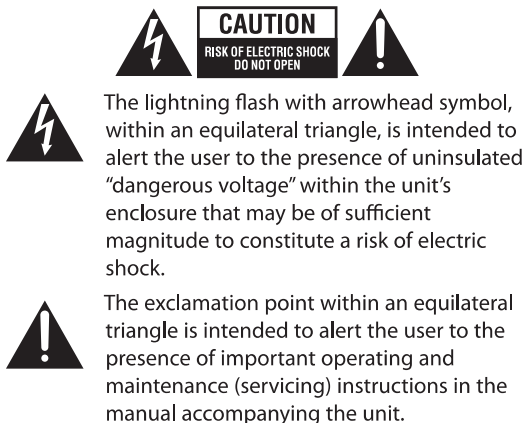 CAUTION
RISK OF ELECTRIC SHOCK
DO NOT OPEN
The lightning flash with arrowhead symbol,
within an equilateral triangle, is intended to
alert the user to the presence of uninsulated
“dangerous voltage” within the unit’s
enclosure that may be of sufficient
magnitude to constitute a risk of electric
shock.
The exclamation point within an equilateral
triangle is intended to alert the user to the
presence of important operating and
maintenance (servicing) instructions in the
manual accompanying the unit.